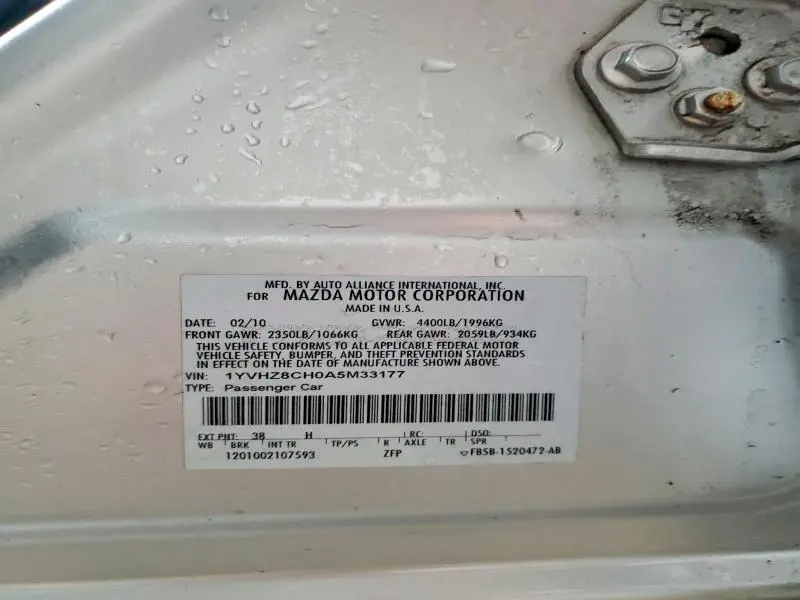 GT
MFD. BY AUTO ALLIANCE INTERNATIONAL, INC.
FOR MAZDA MOTOR CORPORATION
MADE IN U.S.A.
DATE: 02/10 GVWR: 4400LB/1996KG
FRONT GAWR: 2350LB/1066KG REAR GAWR: 2059LB/934KG
THIS VEHICLE CONFORMS TO ALL APPLICABLE FEDERAL MOTOR
VEHICLE SAFETY, BUMPER, AND THEFT PREVENTION STANDARDS
IN EFFECT ON THE DATE OF MANUFACTURE SHOWN ABOVE.
VIN: 1YVHZ8CH0A5M33177
TYPE: Passenger Car
EXT PNT: 38 H RC: DSO:
WB BRK INT TR TP/PS R AXLE TR SPR
1201002107593 ZFP FB5B-1520472-AB